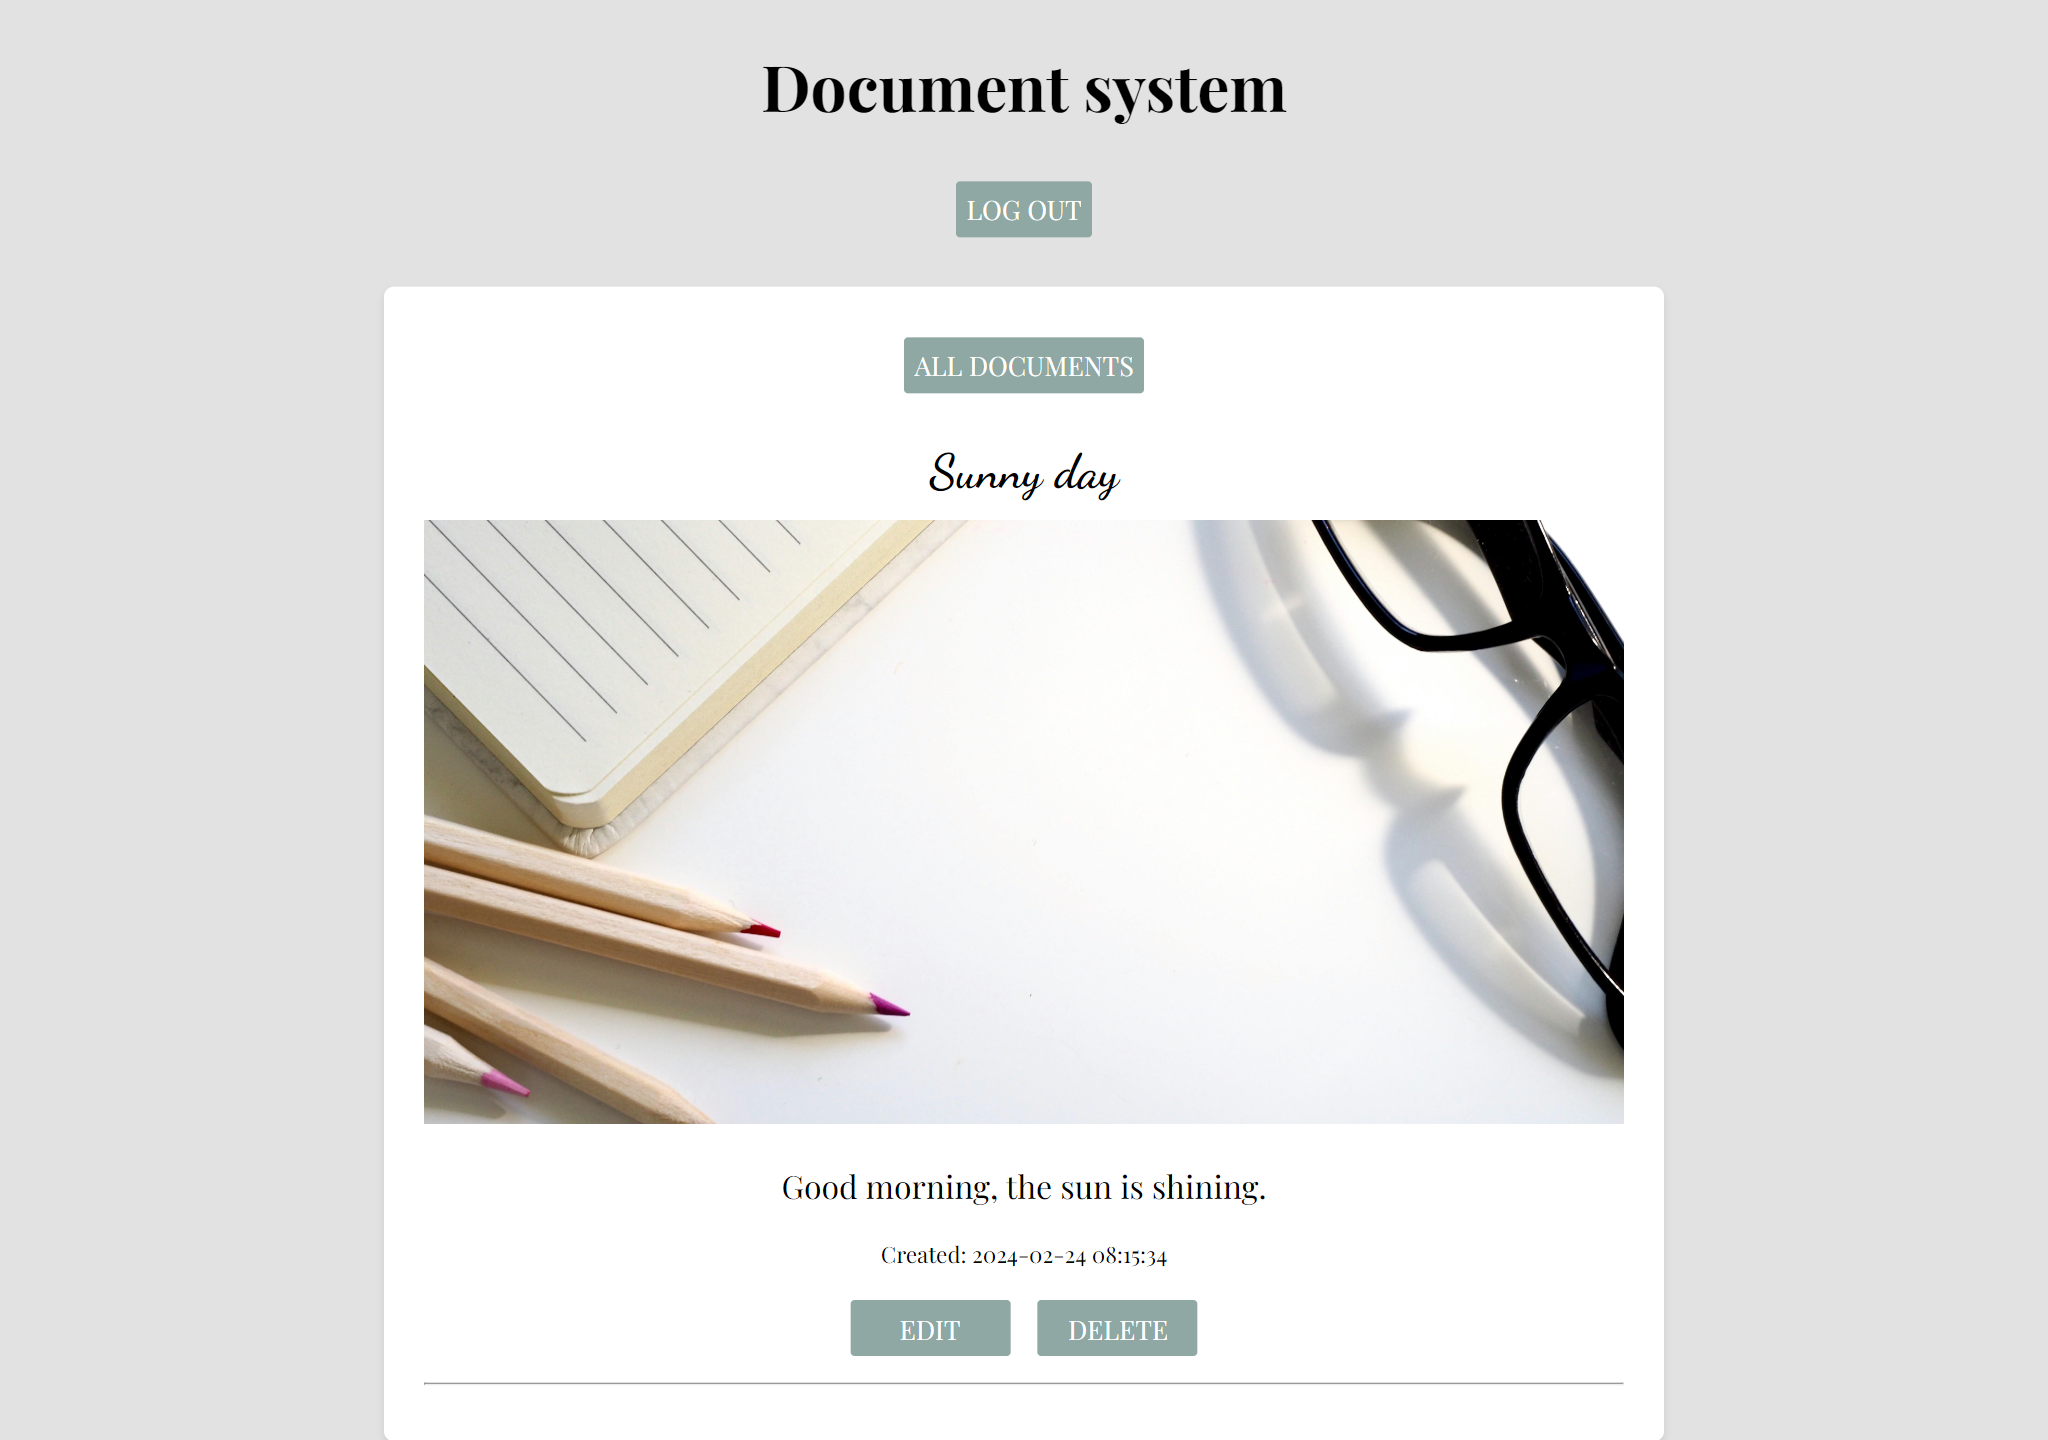 Document system
LOG OUT
ALL DOCUMENTS
Sunny day
Good morning, the sun is shining.
Created: 2024-02-24 08:15:34
EDIT DELETE